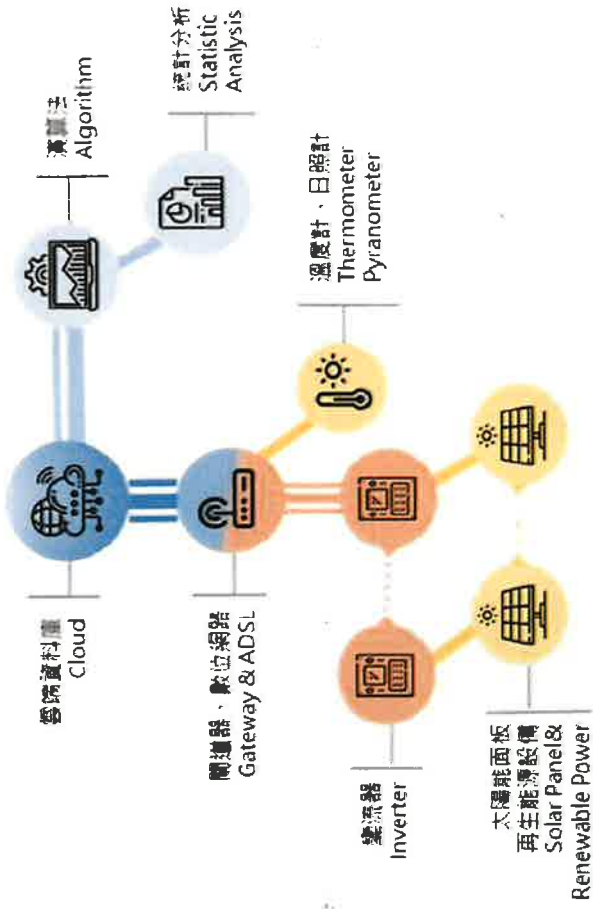 雲端資料庫
Cloud
演算法
Algorithm
統計分析
Statistic
Analysis
閘道器、數位網路
Gateway & ADSL
溫度計、日照計
Thermometer
Pyranometer
變流器
Inverter
太陽能面板
再生能源設備
Solar Panel&
Renewable Power